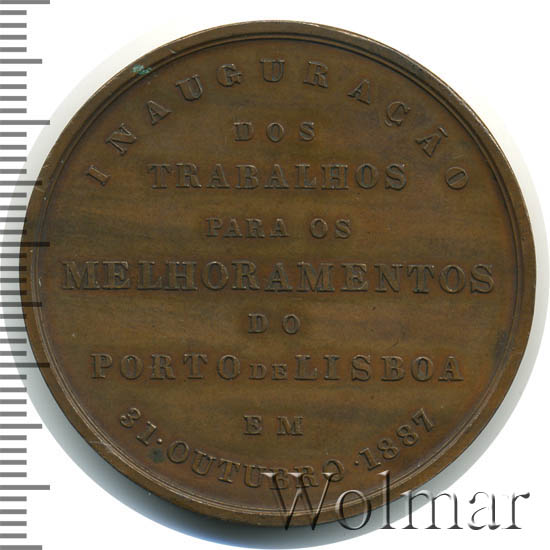 INAUGURAÇÃO
DOS
TRABALHOS
PARA OS
MELHORAMENTOS
DO
PORTO DE LISBOA
EM
31·OUTUBRO·1887
Wolmar